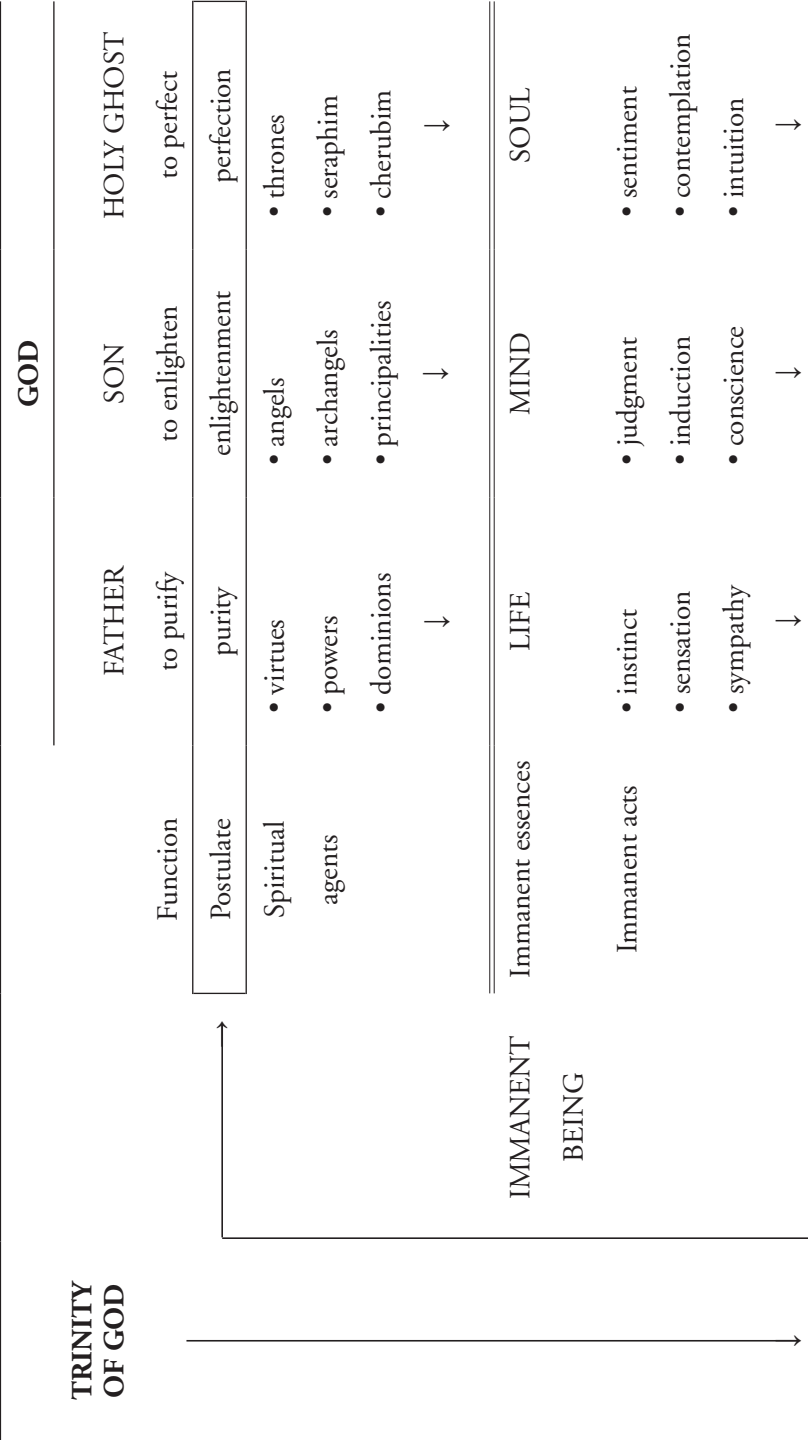 GOD
TRINITY OF GOD
FATHER SON HOLY GHOST
Function to purify to enlighten to perfect
Postulate purity enlightenment perfection
Spiritual • virtues • angels • thrones
agents • powers • archangels • seraphim
• dominions • principalities • cherubim
↓ ↓ ↓
IMMANENT BEING
Immanent essences LIFE MIND SOUL
Immanent acts • instinct • judgment • sentiment
• sensation • induction • contemplation
• sympathy • conscience • intuition
↓ ↓ ↓